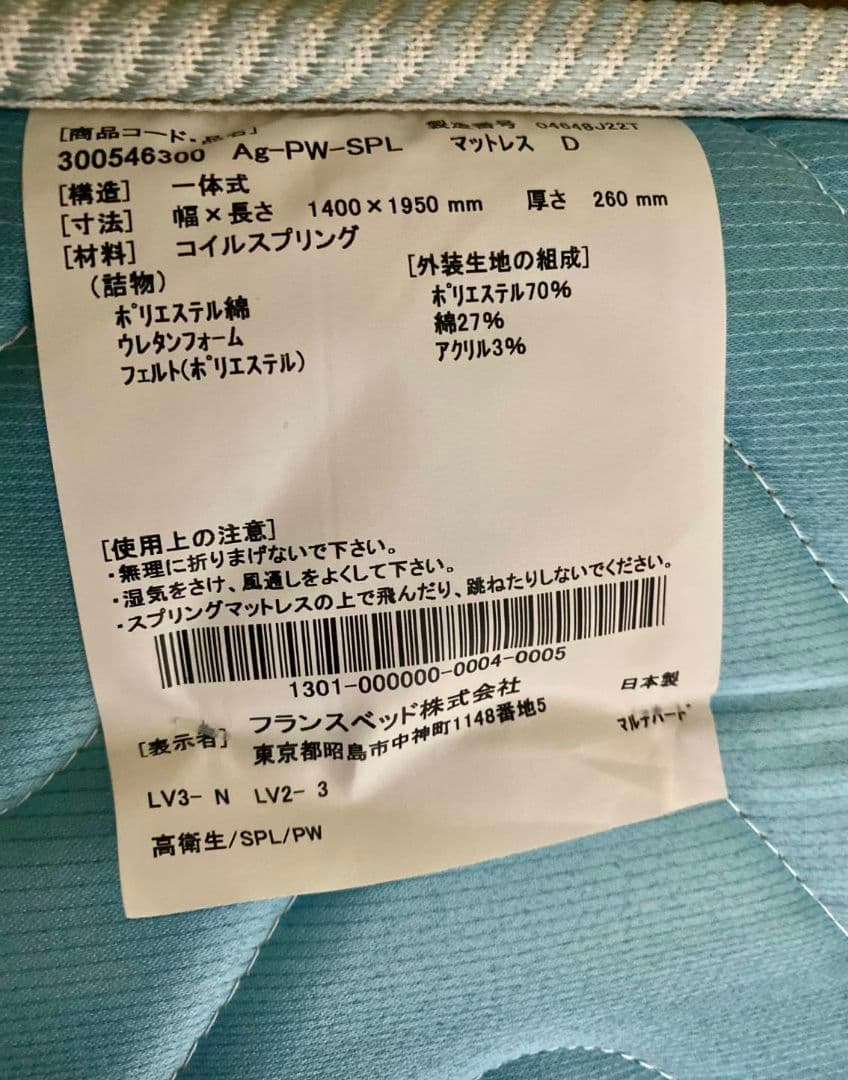 [商品コード・品名] 製造番号 04648J22T
300546300 Ag-PW-SPL マットレス D
[構造] 一体式
[寸法] 幅×長さ 1400×1950 mm 厚さ 260 mm
[材料] コイルスプリング
(詰物) [外装生地の組成]
ポリエステル綿 ポリエステル70%
ウレタンフォーム 綿27%
フェルト(ポリエステル) アクリル3%
[使用上の注意]
・無理に折りまげないで下さい。
・湿気をさけ、風通しをよくして下さい。
・スプリングマットレスの上で飛んだり、跳ねたりしないでください。
1301-000000-0004-0005
[表示者] フランスベッド株式会社 日本製
東京都昭島市中神町1148番地5 マルチハード
LV3- N LV2- 3
高衛生/SPL/PW